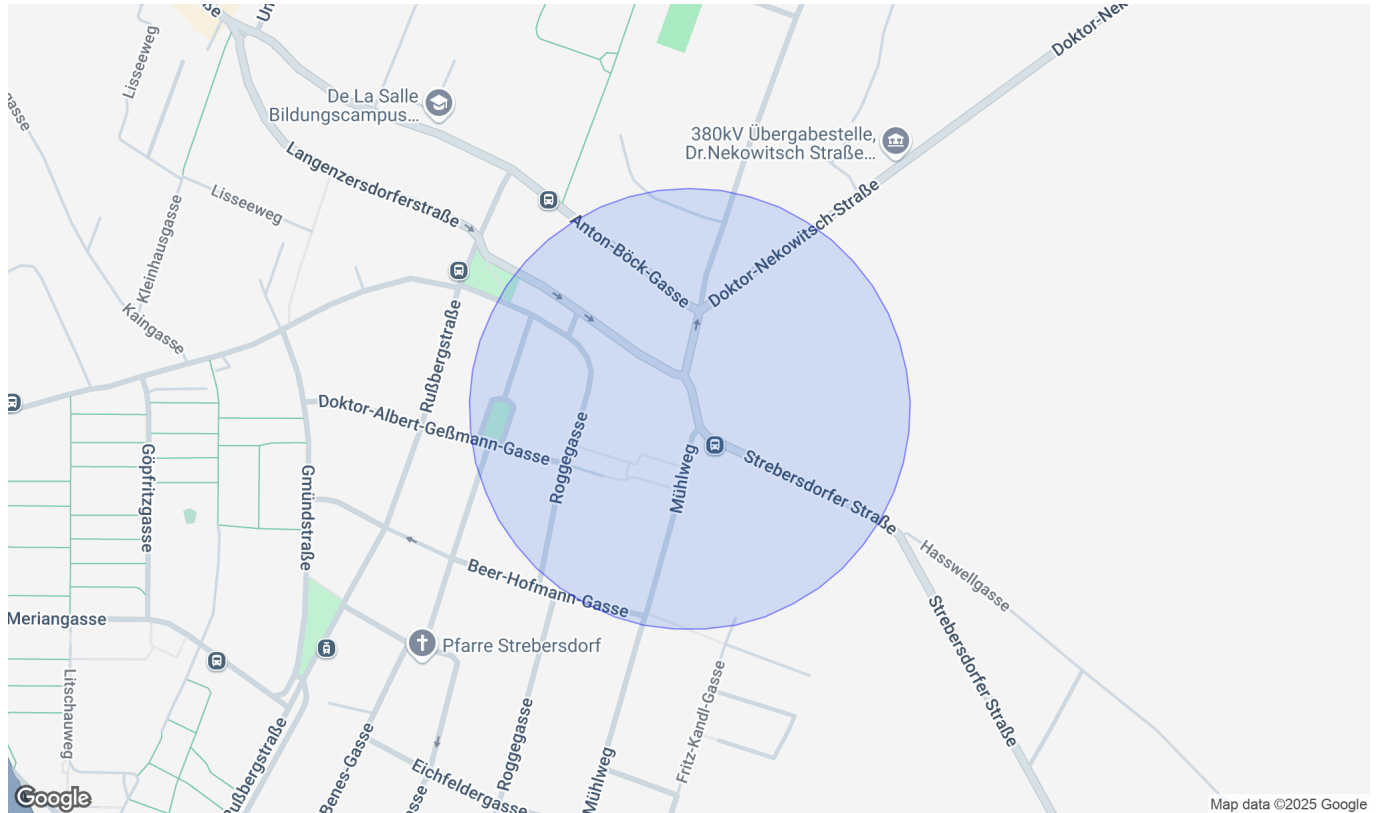 Doktor-Nek
Lisseeweg
De La Salle
Bildungscampus...
380kV Übergabestelle,
Dr.Nekowitsch Straße...
gasse
Langenzersdorferstraße
Lisseeweg
Kleinhausgasse
Anton-Böck-Gasse
Doktor-Nekowitsch-Straße
Kaingasse
Rußbergstraße
Doktor-Albert-Geßmann-Gasse
Göpfritzgasse
Gmündstraße
Roggegasse
Mühlweg
Strebersdorfer Straße
Hasswellgasse
Beer-Hofmann-Gasse
Meriangasse
Pfarre Strebersdorf
Strebersdorfer Straße
Litschauweg
Fritz-Kandl-Gasse
Roggegasse
Rußbergstraße
Benes-Gasse
Mühlweg
Eichfeldergasse
asse
Google
Map data ©2025 Google